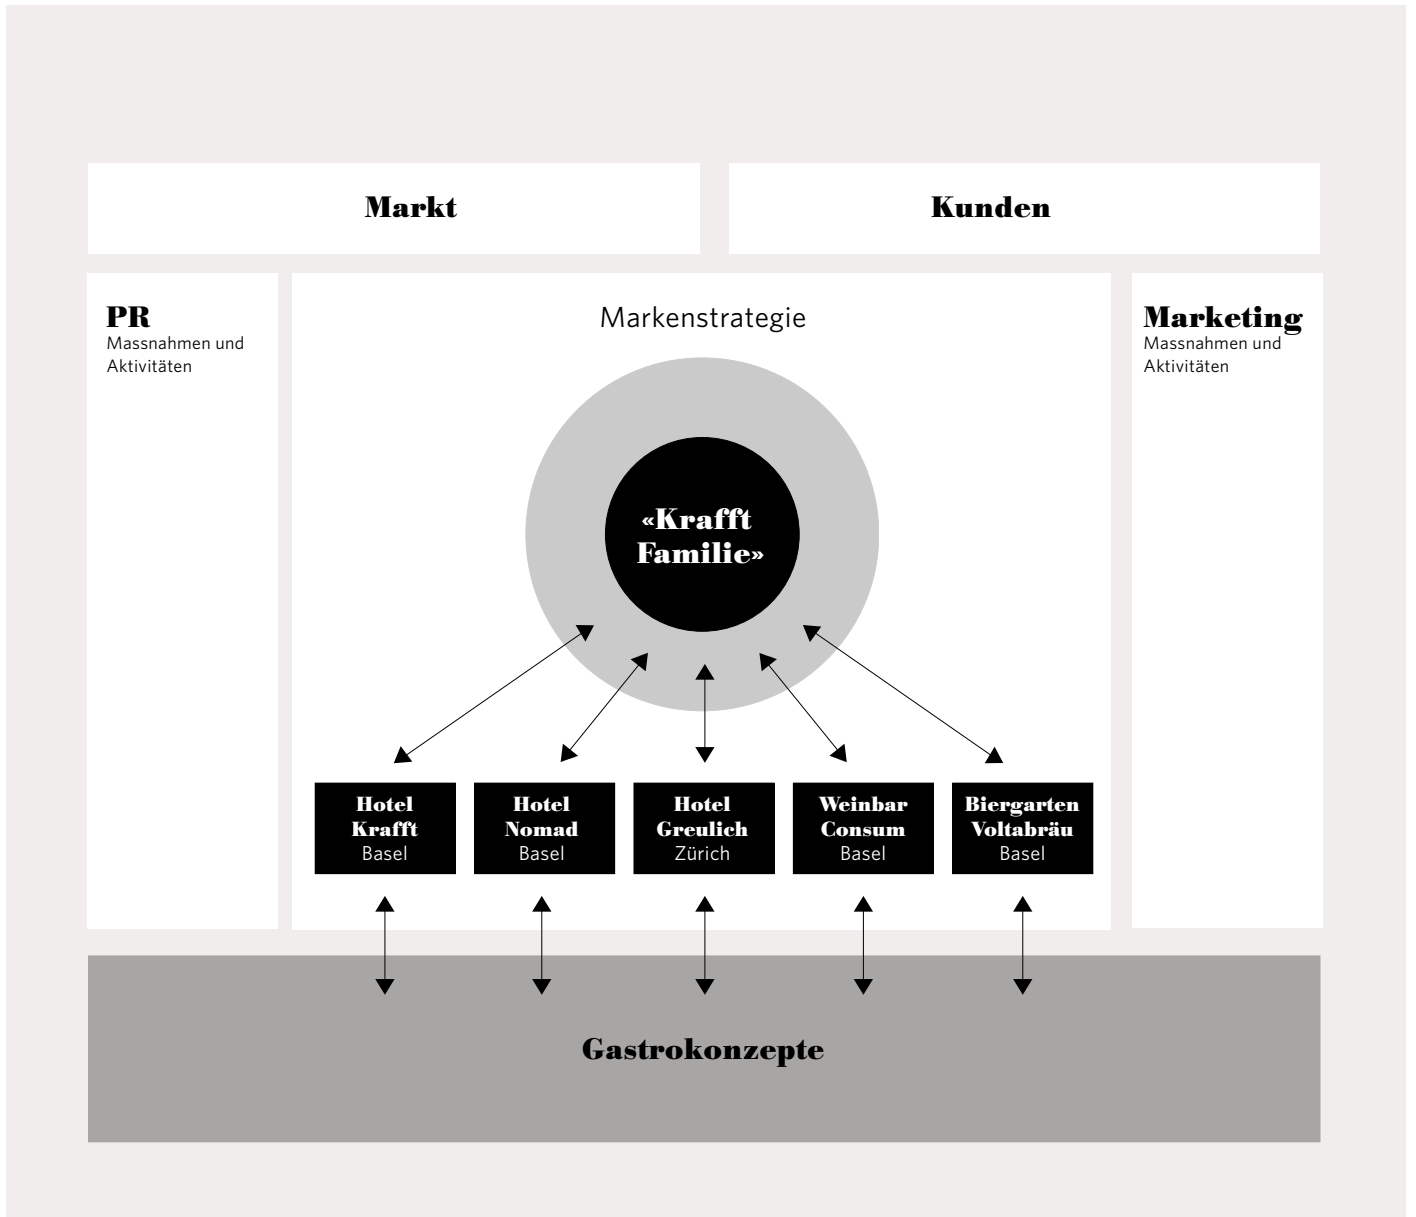 Markt
Kunden
PR
Massnahmen und
Aktivitäten
Markenstrategie
Marketing
Massnahmen und
Aktivitäten
«Krafft
Familie»
Hotel
Krafft
Basel
Hotel
Nomad
Basel
Hotel
Greulich
Zürich
Weinbar
Consum
Basel
Biergarten
Voltabräu
Basel
Gastrokonzepte